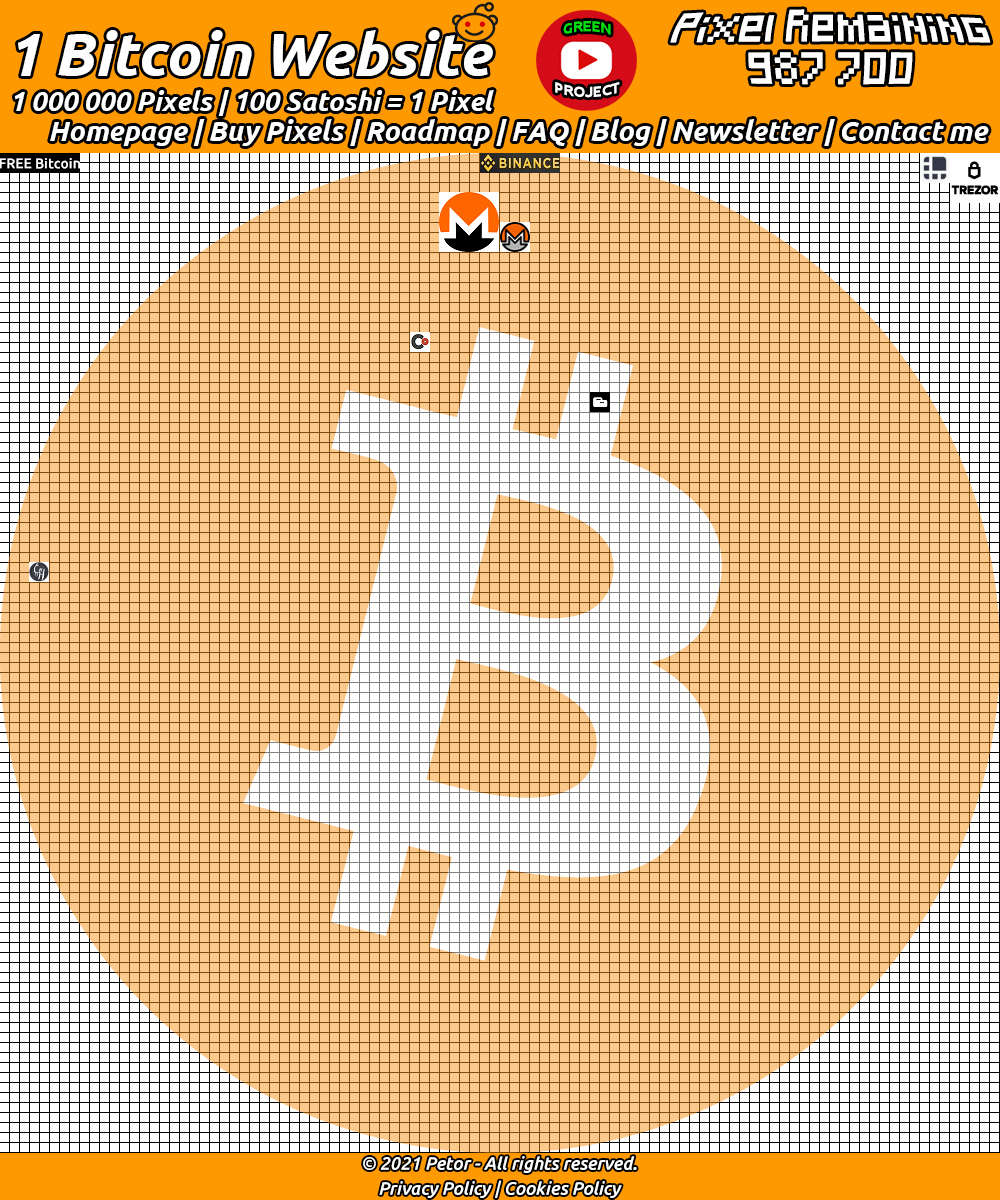 1 Bitcoin Website
1 000 000 Pixels | 100 Satoshi = 1 Pixel
GREEN
PROJECT
Pixel Remaining
987 700
Homepage | Buy Pixels | Roadmap | FAQ | Blog | Newsletter | Contact me
FREE Bitcoin
BINANCE
TREZOR
© 2021 Petor - All rights reserved.
Privacy Policy | Cookies Policy